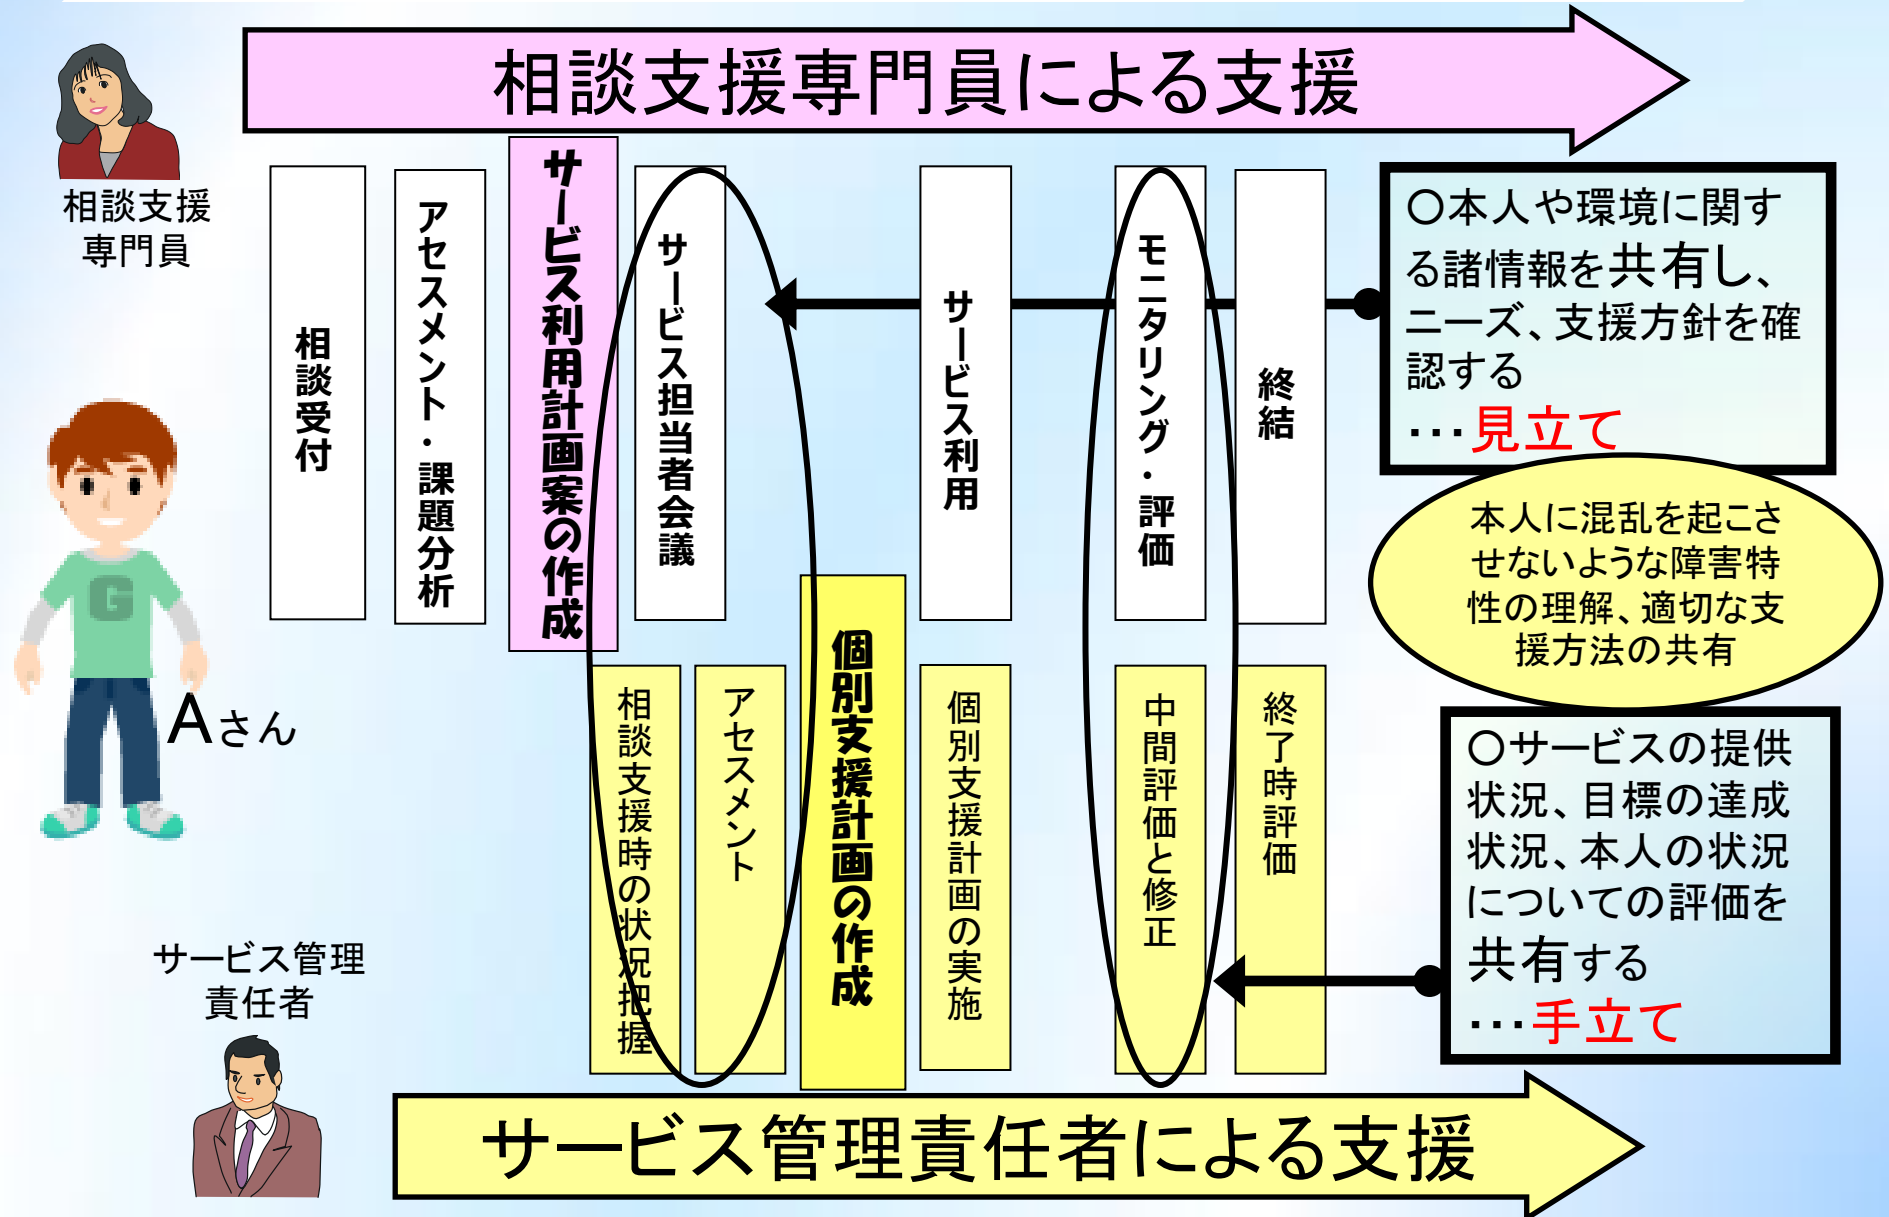 相談支援専門員による支援
相談支援
専門員
相談受付
アセスメント・課題分析
サービス利用計画案の作成
サービス担当者会議
サービス利用
モニタリング・評価
終結
〇本人や環境に関す
る諸情報を共有し、
ニーズ、支援方針を確
認する
…見立て
本人に混乱を起こさ
せないような障害特
性の理解、適切な支
援方法の共有
G
Aさん
相談支援時の状況把握
アセスメント
個別支援計画の作成
個別支援計画の実施
中間評価と修正
終了時評価
〇サービスの提供
状況、目標の達成
状況、本人の状況
についての評価を
共有する
…手立て
サービス管理
責任者
サービス管理責任者による支援